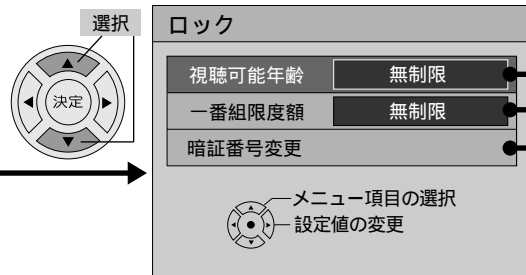 選択
決定
ロック
視聴可能年齢 無制限
一番組限度額 無制限
暗証番号変更
メニュー項目の選択
設定値の変更